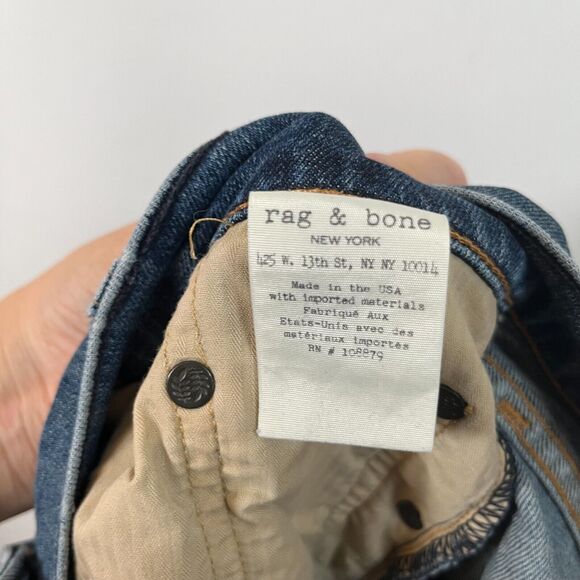 rag & bone
NEW YORK
425 W. 13th St, NY NY 10014
Made in the USA
with imported materials
Fabriqué Aux
Etats-Unis avec des
matériaux importés
RN # 108879